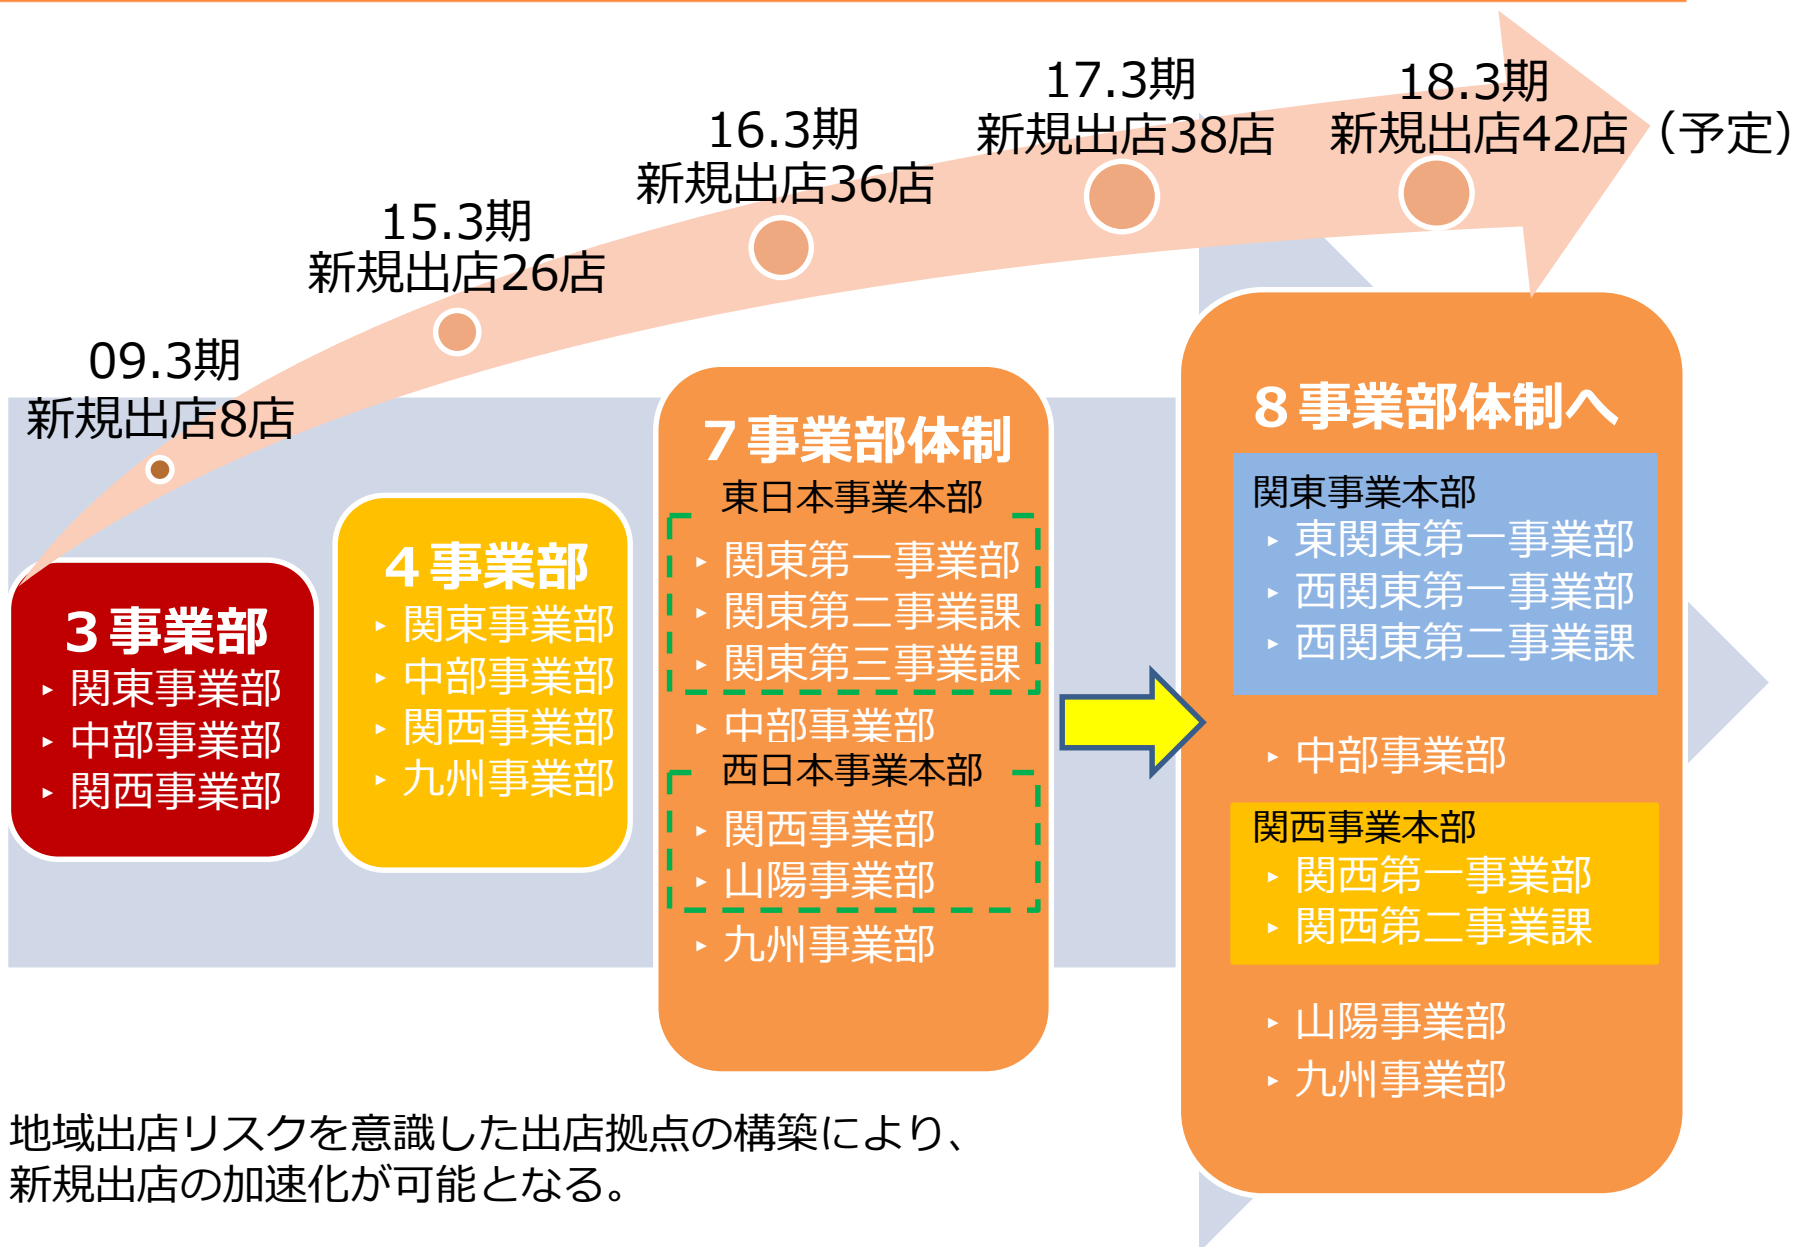 09.3期
新規出店8店
15.3期
新規出店26店
16.3期
新規出店36店
17.3期
新規出店38店
18.3期
新規出店42店（予定）
３事業部
▸ 関東事業部
▸ 中部事業部
▸ 関西事業部
４事業部
▸ 関東事業部
▸ 中部事業部
▸ 関西事業部
▸ 九州事業部
７事業部体制
東日本事業本部
▸ 関東第一事業部
▸ 関東第二事業課
▸ 関東第三事業課
▸ 中部事業部
西日本事業本部
▸ 関西事業部
▸ 山陽事業部
▸ 九州事業部
８事業部体制へ
関東事業本部
▸ 東関東第一事業部
▸ 西関東第一事業部
▸ 西関東第二事業課
▸ 中部事業部
関西事業本部
▸ 関西第一事業部
▸ 関西第二事業課
▸ 山陽事業部
▸ 九州事業部
地域出店リスクを意識した出店拠点の構築により、
新規出店の加速化が可能となる。